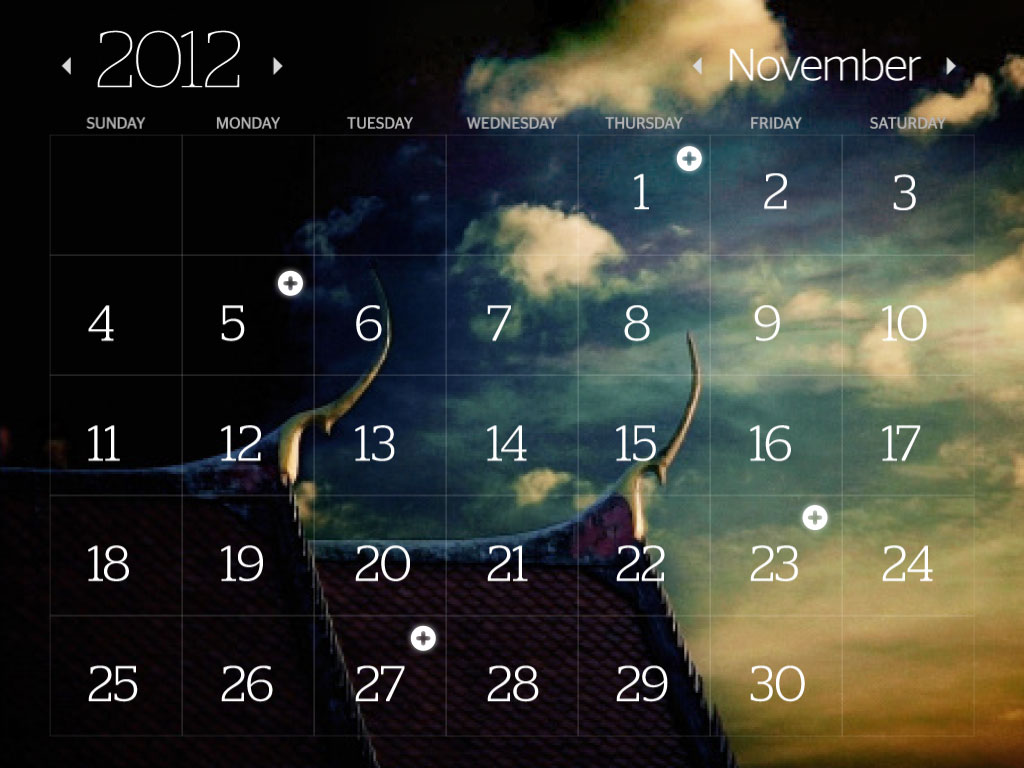 2012 November
SUNDAY MONDAY TUESDAY WEDNESDAY THURSDAY FRIDAY SATURDAY
1 2 3
4 5 6 7 8 9 10
11 12 13 14 15 16 17
18 19 20 21 22 23 24
25 26 27 28 29 30